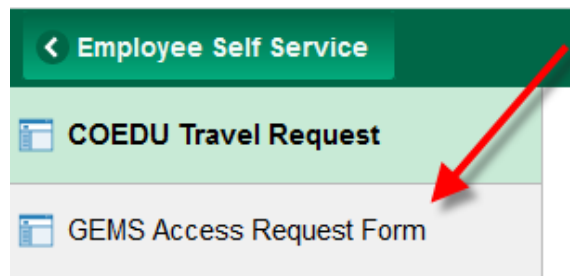 Employee Self Service
COEDU Travel Request
GEMS Access Request Form